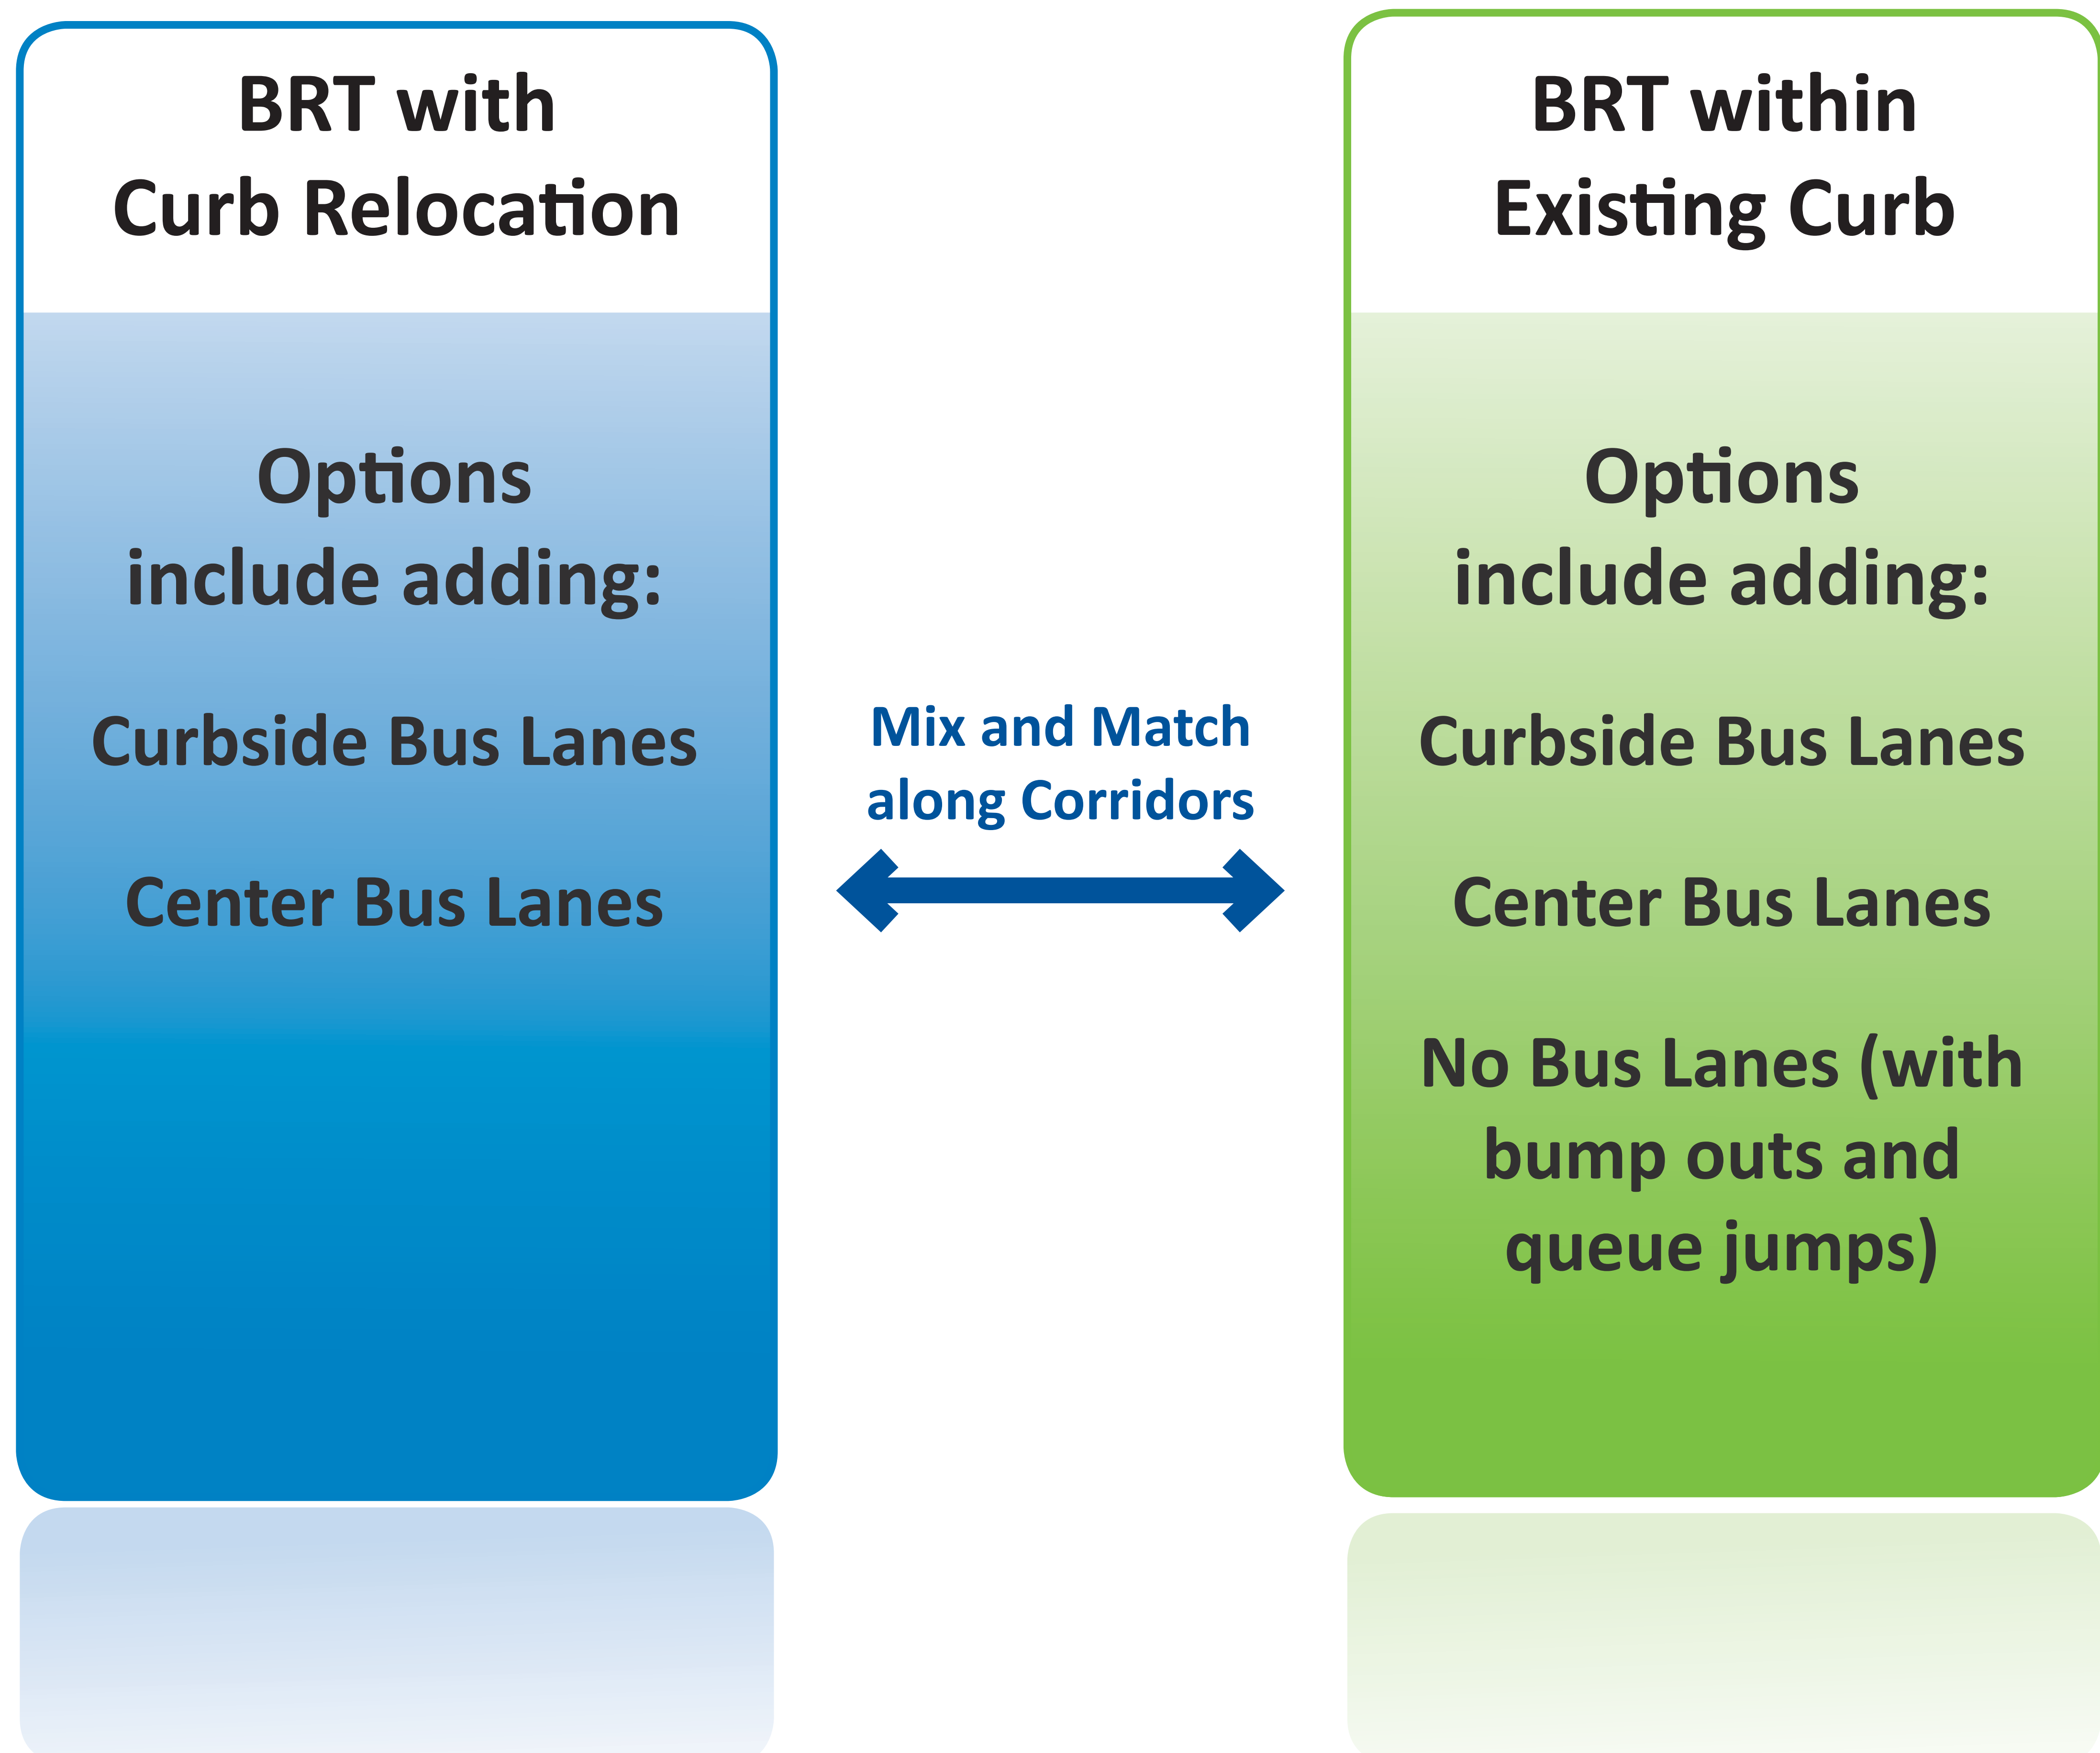 BRT with
Curb Relocation
Options
include adding:
Curbside Bus Lanes
Center Bus Lanes
Mix and Match
along Corridors
BRT within
Existing Curb
Options
include adding:
Curbside Bus Lanes
Center Bus Lanes
No Bus Lanes (with
bump outs and
queue jumps)